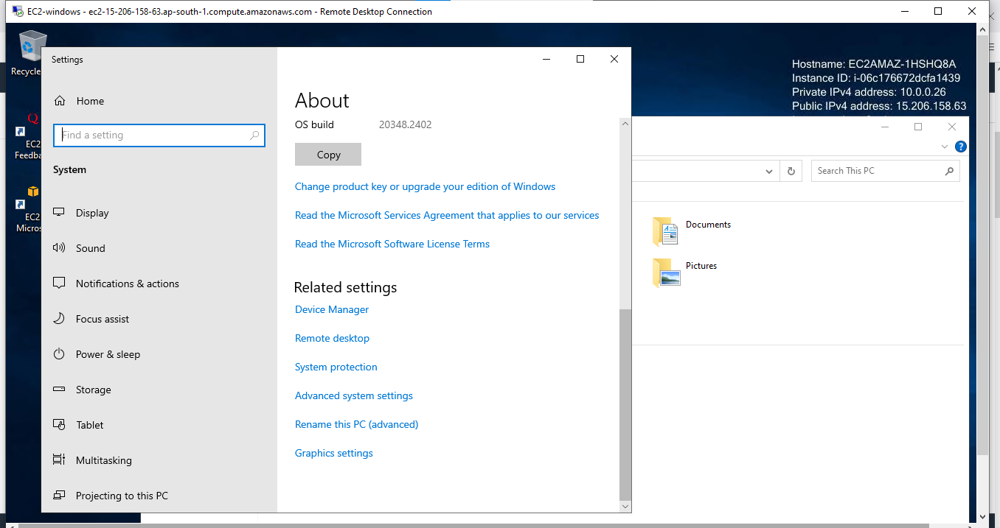 EC2-windows - ec2-15-206-158-63.ap-south-1.compute.amazonaws.com - Remote Desktop Connection
Recycle
EC2
Feedba
EC2
Micros
Hostname: EC2AMAZ-1HSHQ8A
Instance ID: i-06c176672dcfa1439
Private IPv4 address: 10.0.0.26
Public IPv4 address: 15.206.158.63
Settings
Home
Find a setting
System
Display
Sound
Notifications & actions
Focus assist
Power & sleep
Storage
Tablet
Multitasking
Projecting to this PC
About
OS build 20348.2402
Copy
Change product key or upgrade your edition of Windows
Read the Microsoft Services Agreement that applies to our services
Read the Microsoft Software License Terms
Related settings
Device Manager
Remote desktop
System protection
Advanced system settings
Rename this PC (advanced)
Graphics settings
Search This PC
Documents
Pictures